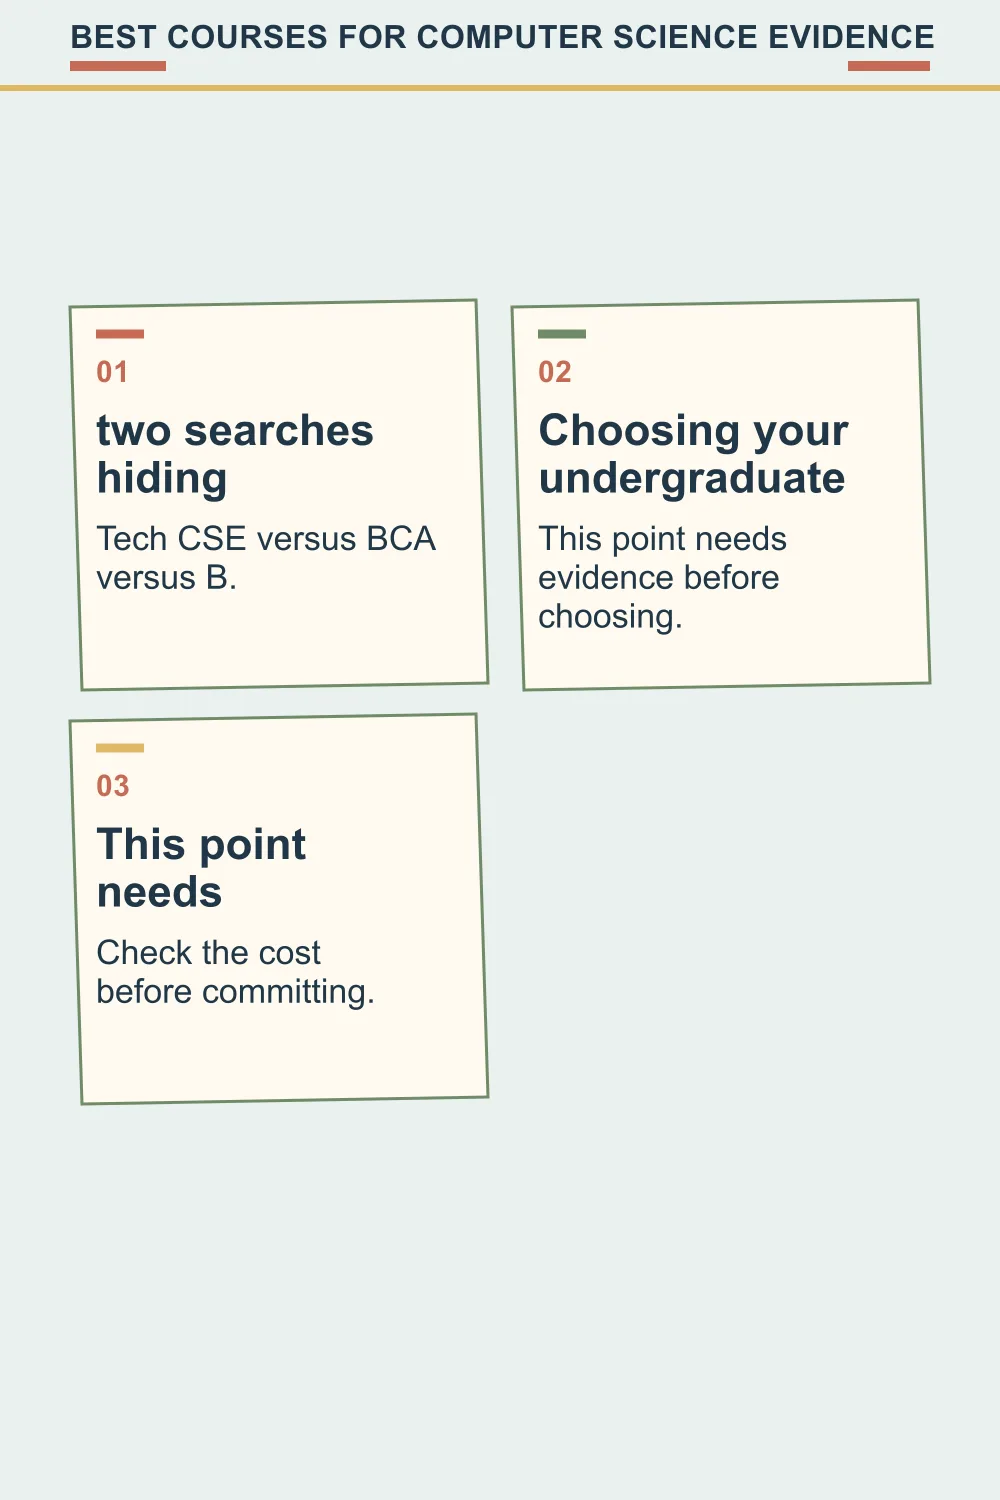 BEST COURSES FOR COMPUTER SCIENCE EVIDENCE
01
two searches
hiding
Tech CSE versus BCA
versus B.
02
Choosing your
undergraduate
This point needs
evidence before
choosing.
03
This point
needs
Check the cost
before committing.